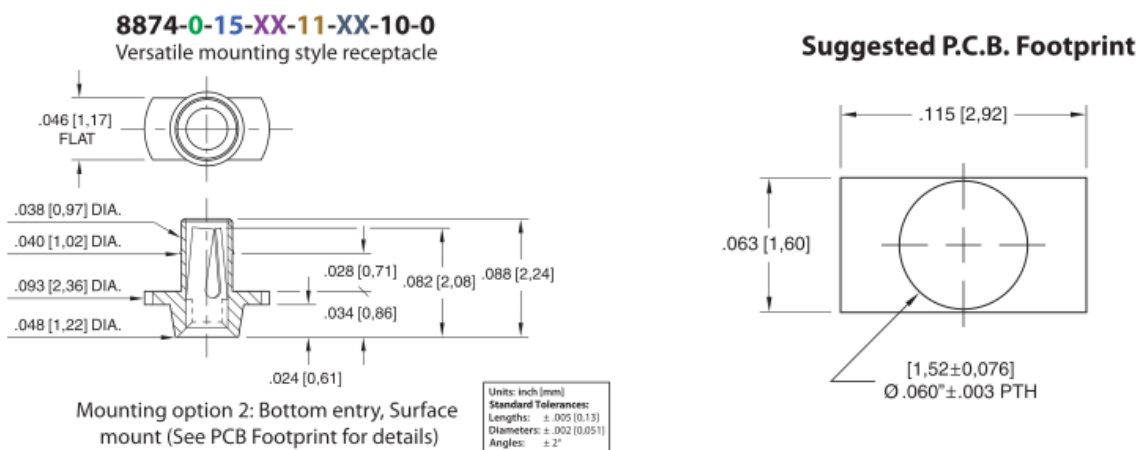 8874-0-15-XX-11-XX-10-0
Versatile mounting style receptacle
.046 [1,17]
FLAT
.038 [0,97] DIA.
.040 [1,02] DIA.
.093 [2,36] DIA.
.048 [1,22] DIA.
.028 [0,71]
.034 [0,86]
.082 [2,08]
.088 [2,24]
.024 [0,61]
Mounting option 2: Bottom entry, Surface
mount (See PCB Footprint for details)
Units: inch [mm]
Standard Tolerances:
Lengths: ± .005 [0,13]
Diameters: ± .002 [0,051]
Angles: ± 2°
Suggested P.C.B. Footprint
.115 [2,92]
.063 [1,60]
[1,52±0,076]
Ø .060"±.003 PTH